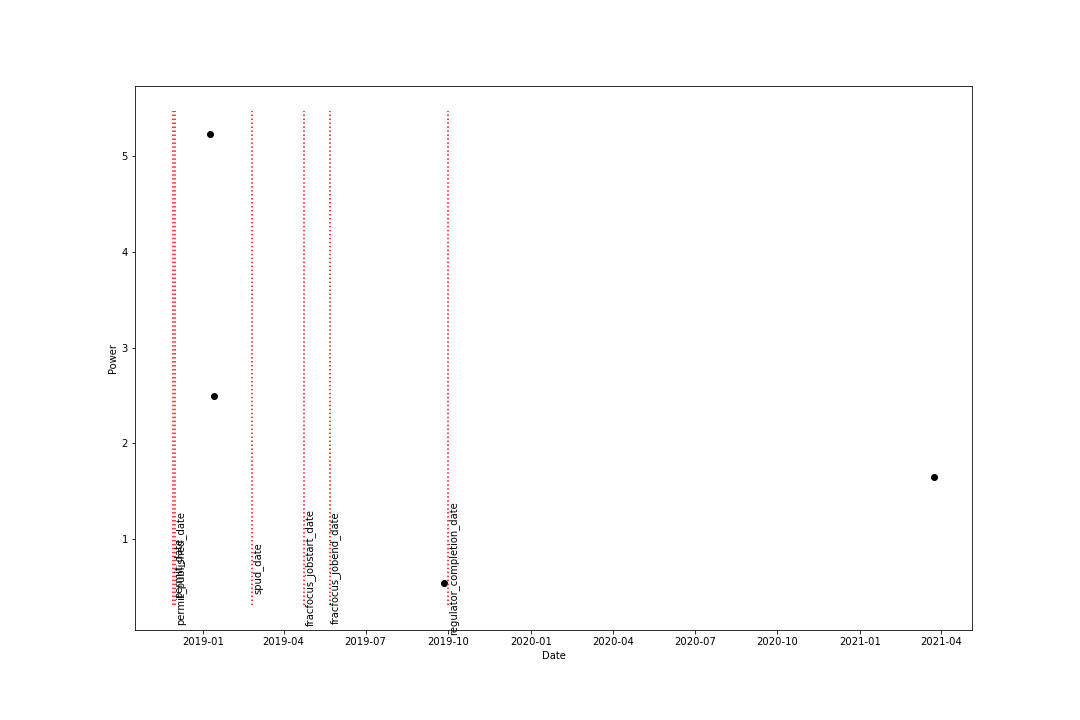 5
4
3
2
1
Power
permit_published_date
permit_date
spud_date
fracfocus_jobstart_date
fracfocus_jobend_date
regulator_completion_date
2019-01
2019-04
2019-07
2019-10
2020-01
2020-04
2020-07
2020-10
2021-01
2021-04
Date